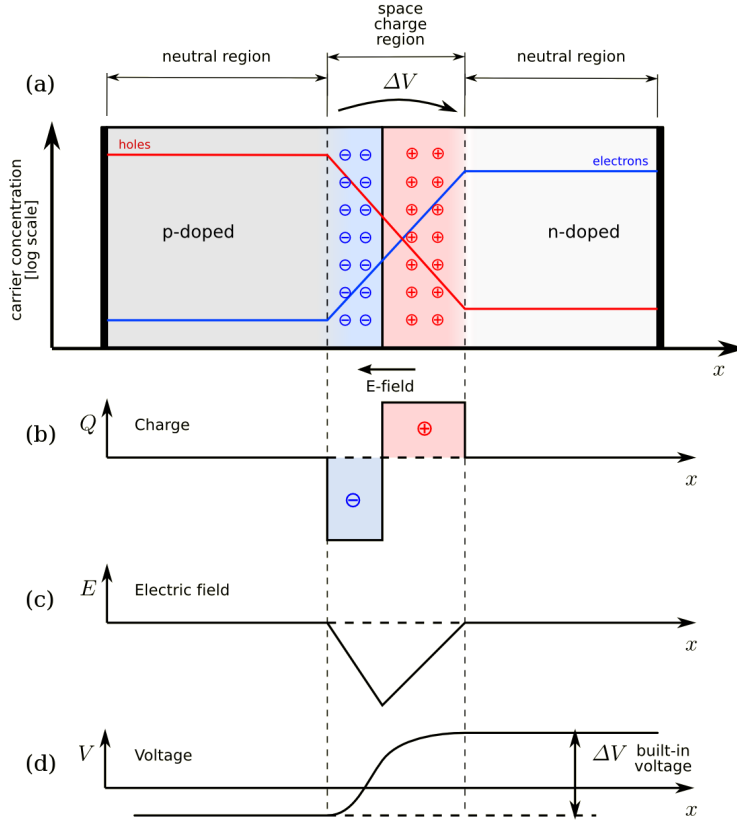 space
charge
region
neutral region
neutral region
(a)
ΔV
holes
electrons
carrier concentration
[log scale]
p-doped
n-doped
x
E-field
(b)
Q
Charge
x
(c)
E
Electric field
x
(d)
V
Voltage
ΔV
built-in
voltage
x